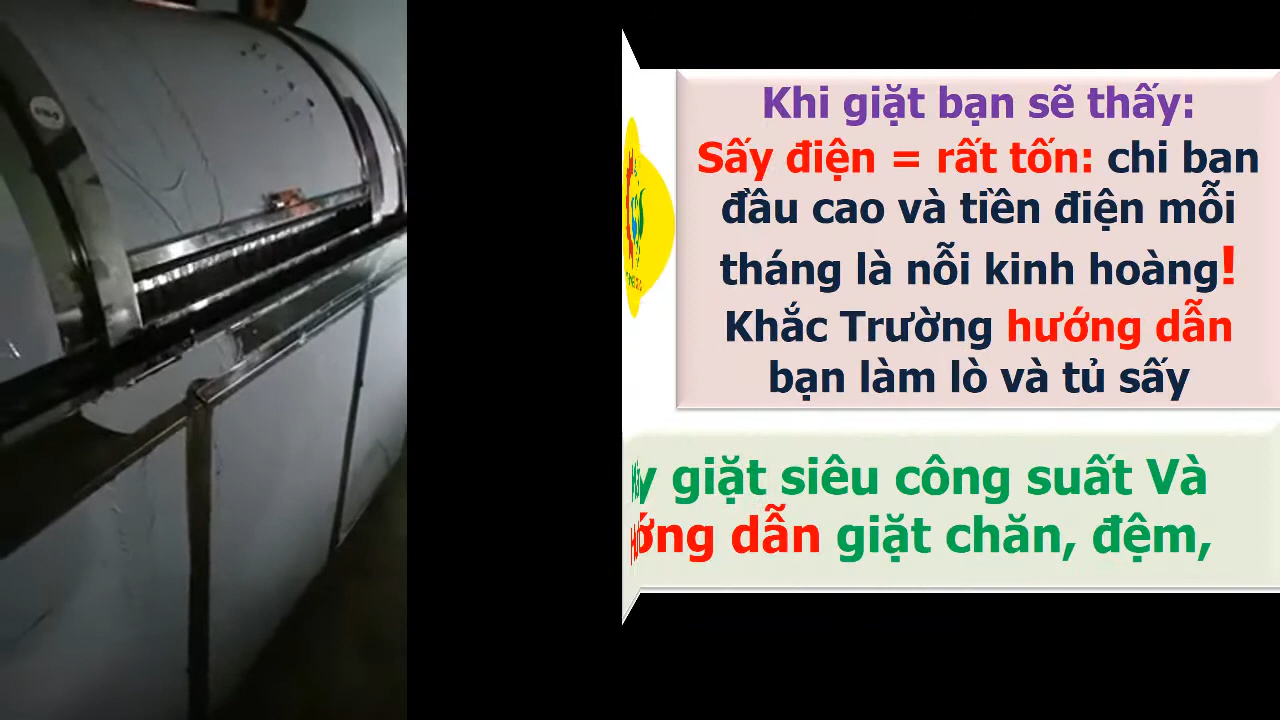 Khi giặt bạn sẽ thấy:
Sấy điện = rất tốn: chi ban
đầu cao và tiền điện mỗi
tháng là nỗi kinh hoàng!
Khắc Trường hướng dẫn
bạn làm lò và tủ sấy
Máy giặt siêu công suất Và
Hướng dẫn giặt chăn, đệm,